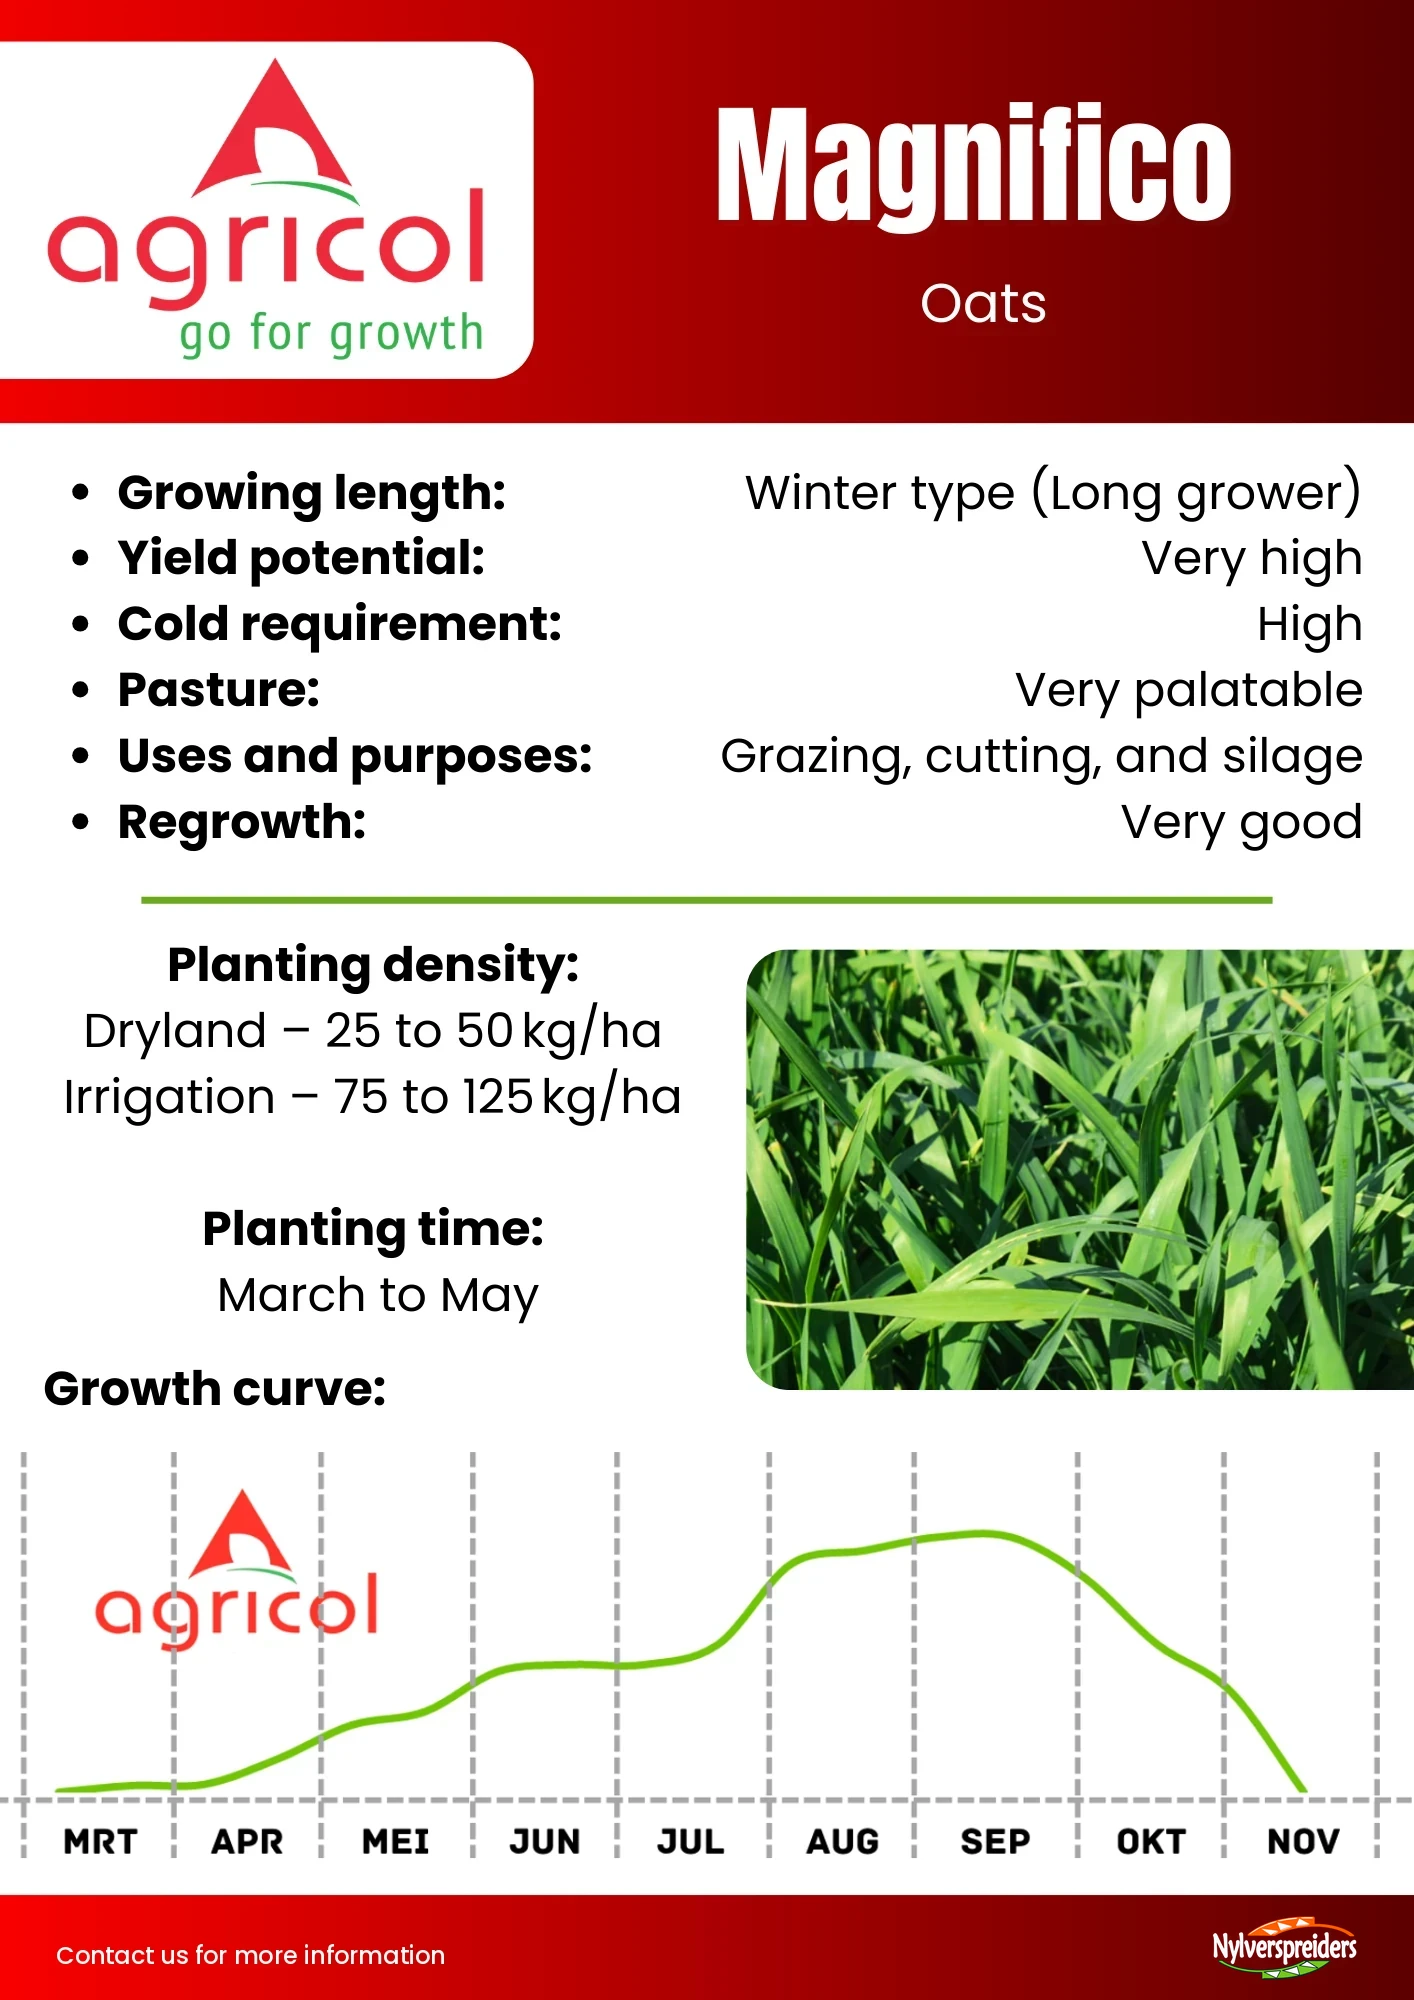 agricol
go for growth
Magnifico
Oats
• Growing length: Winter type (Long grower)
• Yield potential: Very high
• Cold requirement: High
• Pasture: Very palatable
• Uses and purposes: Grazing, cutting, and silage
• Regrowth: Very good
Planting density:
Dryland – 25 to 50 kg/ha
Irrigation – 75 to 125 kg/ha
Planting time:
March to May
Growth curve:
agricol
MRT APR MEI JUN JUL AUG SEP OKT NOV
Contact us for more information
Nylverspreiders